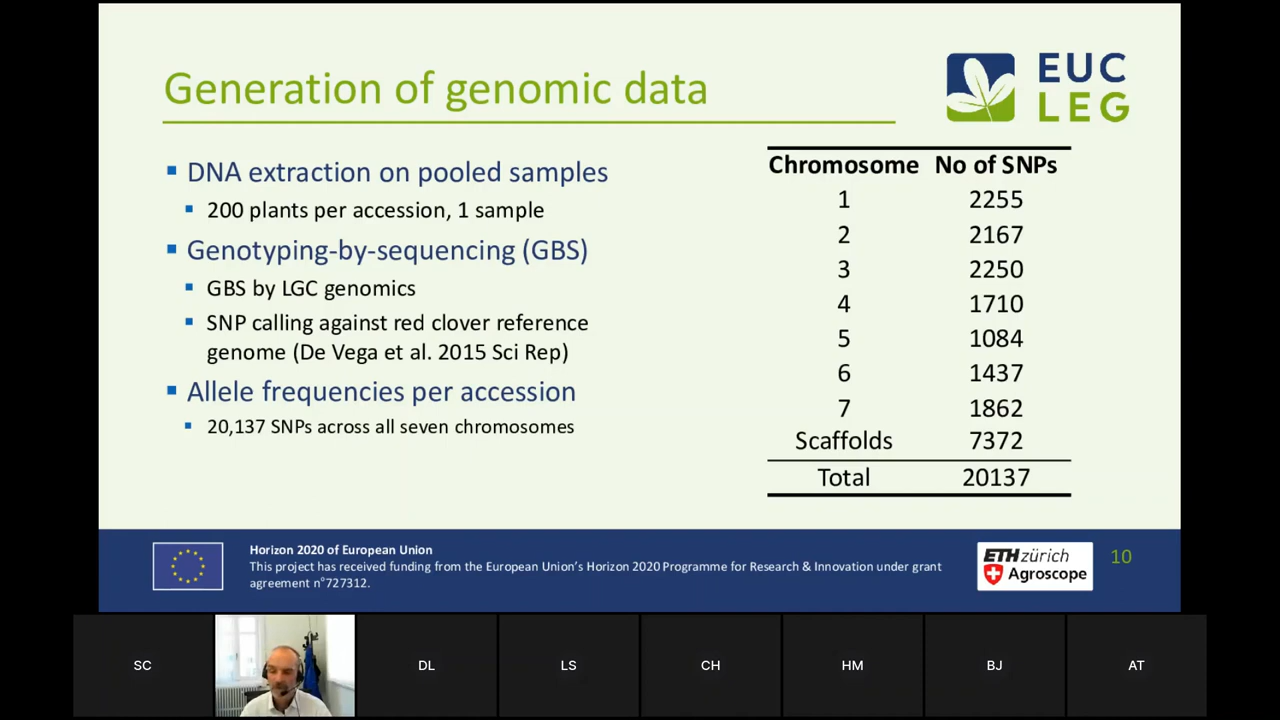 Generation of genomic data
EUC
LEG
▪ DNA extraction on pooled samples
▪ 200 plants per accession, 1 sample
▪ Genotyping-by-sequencing (GBS)
▪ GBS by LGC genomics
▪ SNP calling against red clover reference
genome (De Vega et al. 2015 Sci Rep)
▪ Allele frequencies per accession
▪ 20,137 SNPs across all seven chromosomes
Chromosome No of SNPs
1 2255
2 2167
3 2250
4 1710
5 1084
6 1437
7 1862
Scaffolds 7372
Total 20137
Horizon 2020 of European Union
This project has received funding from the European Union's Horizon 2020 Programme for Research & Innovation under grant
agreement n°727312.
ETHzürich
Agroscope
10
SC DL LS CH HM BJ AT